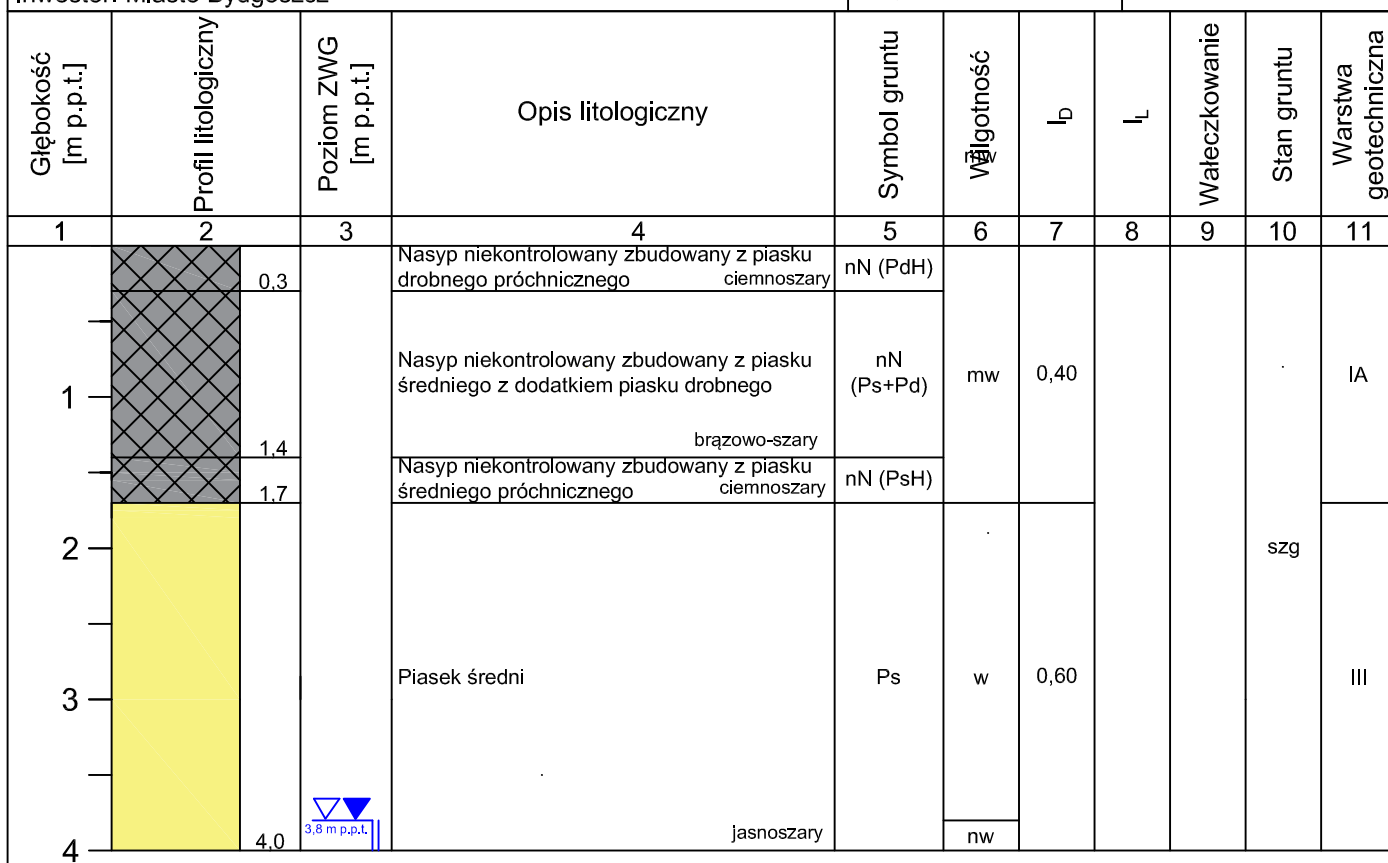 Inwestor: Miasto Bydgoszcz
Głębokość
[m p.p.t.]
Profil litologiczny
Poziom ZWG
[m p.p.t.]
Opis litologiczny
Symbol gruntu
Wilgotność
mw
I_D
I_L
Wałeczkowanie
Stan gruntu
Warstwa
geotechniczna
1 2 3 4 5 6 7 8 9 10 11
Nasyp niekontrolowany zbudowany z piasku
drobnego próchnicznego ciemnoszary
nN (PdH)
0,3
Nasyp niekontrolowany zbudowany z piasku
średniego z dodatkiem piasku drobnego
brązowo-szary
nN
(Ps+Pd)
mw
0,40
IA
1
1,4
Nasyp niekontrolowany zbudowany z piasku
średniego próchnicznego ciemnoszary
nN (PsH)
1,7
2
szg
Piasek średni
Ps
w
0,60
III
3
3,8 m p.p.t.
jasnoszary
nw
4,0
4